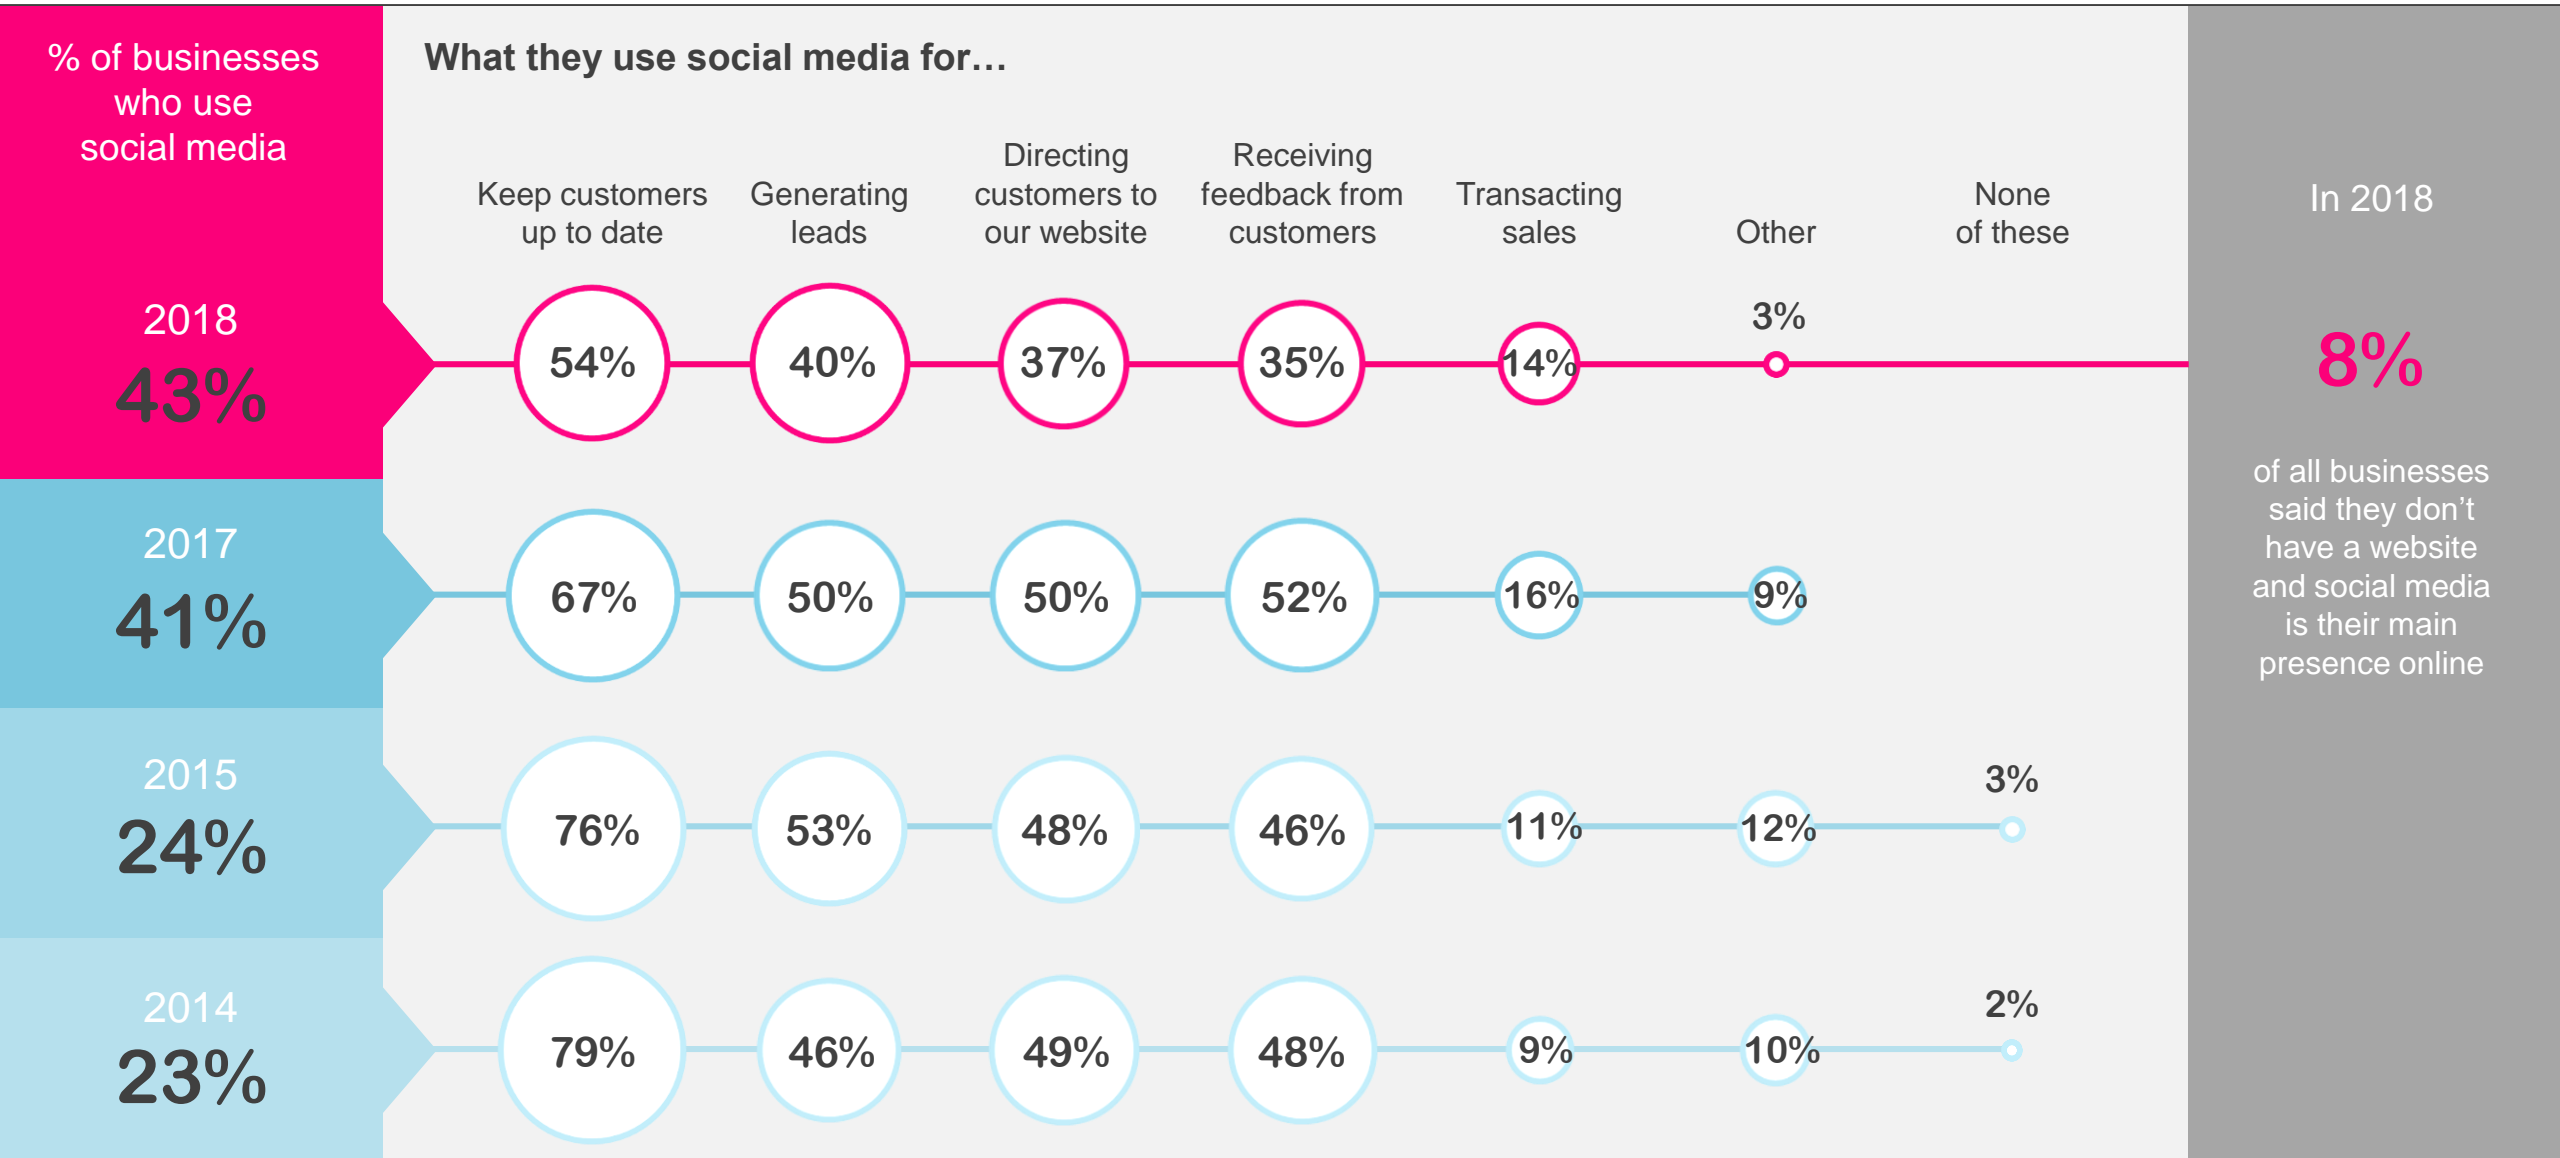 % of businesses
who use
social media
What they use social media for…
Keep customers
up to date
Generating
leads
Directing
customers to
our website
Receiving
feedback from
customers
Transacting
sales
Other
None
of these
2018
43%
54%
40%
37%
35%
14%
3%
2017
41%
67%
50%
50%
52%
16%
9%
2015
24%
76%
53%
48%
46%
11%
12%
3%
2014
23%
79%
46%
49%
48%
9%
10%
2%
In 2018
8%
of all businesses
said they don’t
have a website
and social media
is their main
presence online